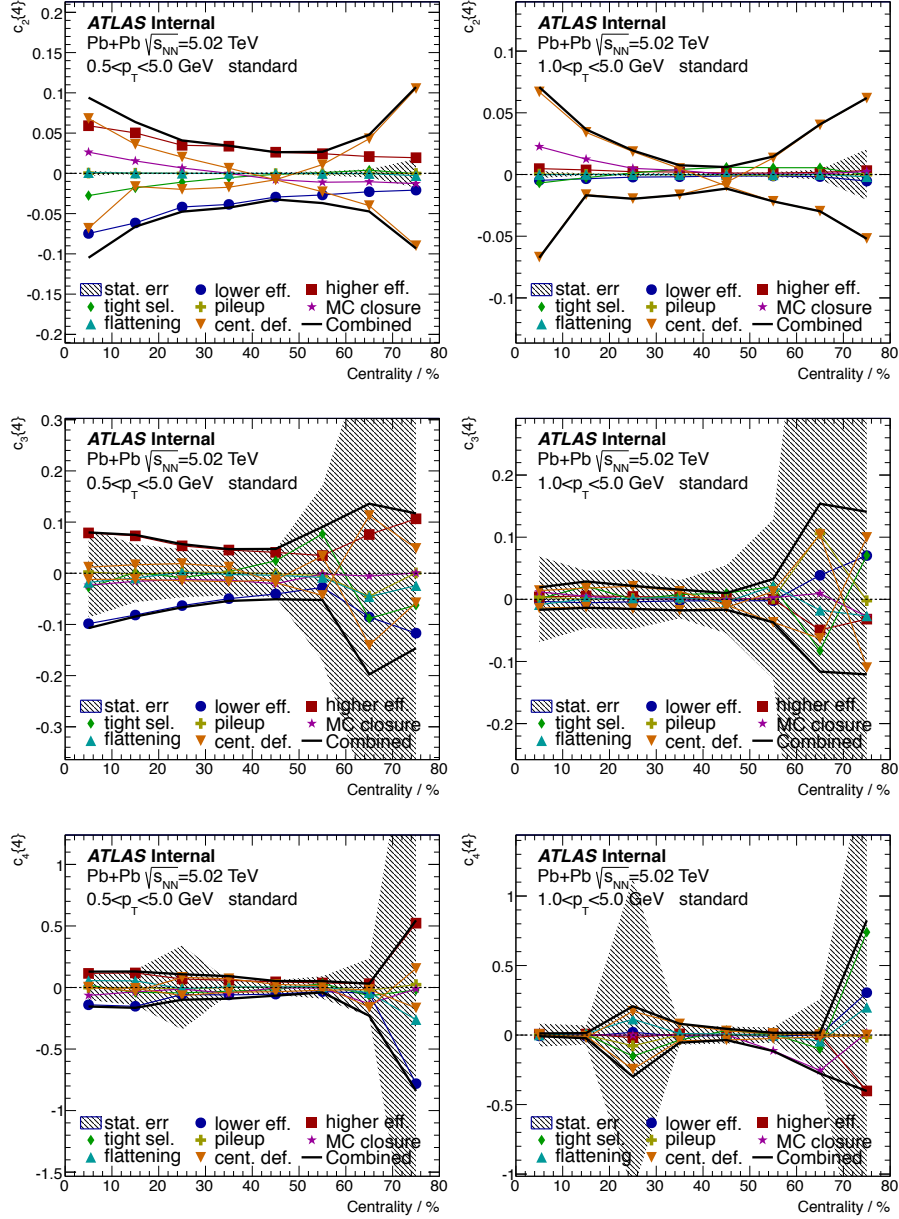 c2{4}
ATLAS Internal
Pb+Pb √sNN=5.02 TeV
0.5<pT<5.0 GeV standard
0.2
0.15
0.1
0.05
0
-0.05
-0.1
-0.15
-0.2
stat. err
lower eff.
higher eff.
tight sel.
pileup
MC closure
flattening
cent. def.
Combined
0 10 20 30 40 50 60 70 80
Centrality / %
c2{4}
ATLAS Internal
Pb+Pb √sNN=5.02 TeV
1.0<pT<5.0 GeV standard
0.1
0.05
0
-0.05
-0.1
stat. err
lower eff.
higher eff.
tight sel.
pileup
MC closure
flattening
cent. def.
Combined
0 10 20 30 40 50 60 70 80
Centrality / %
c3{4}
ATLAS Internal
Pb+Pb √sNN=5.02 TeV
0.5<pT<5.0 GeV standard
0.3
0.2
0.1
0
-0.1
-0.2
-0.3
stat. err
lower eff.
higher eff.
tight sel.
pileup
MC closure
flattening
cent. def.
Combined
0 10 20 30 40 50 60 70 80
Centrality / %
c3{4}
ATLAS Internal
Pb+Pb √sNN=5.02 TeV
1.0<pT<5.0 GeV standard
0.2
0.1
0
-0.1
-0.2
stat. err
lower eff.
higher eff.
tight sel.
pileup
MC closure
flattening
cent. def.
Combined
0 10 20 30 40 50 60 70 80
Centrality / %
c4{4}
ATLAS Internal
Pb+Pb √sNN=5.02 TeV
0.5<pT<5.0 GeV standard
1
0.5
0
-0.5
-1
-1.5
stat. err
lower eff.
higher eff.
tight sel.
pileup
MC closure
flattening
cent. def.
Combined
0 10 20 30 40 50 60 70 80
Centrality / %
c4{4}
ATLAS Internal
Pb+Pb √sNN=5.02 TeV
1.0<pT<5.0 GeV standard
1
0.5
0
-0.5
-1
stat. err
lower eff.
higher eff.
tight sel.
pileup
MC closure
flattening
cent. def.
Combined
0 10 20 30 40 50 60 70 80
Centrality / %